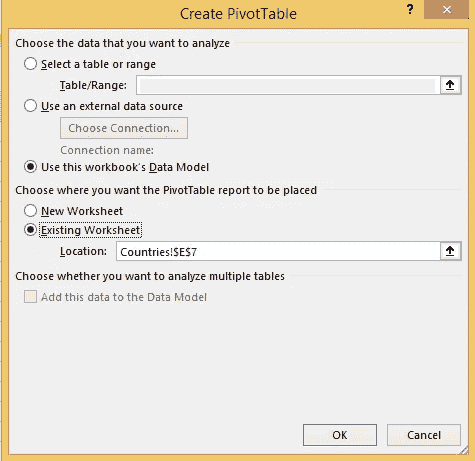 Create PivotTable
?
Choose the data that you want to analyze
Select a table or range
Table/Range:
Use an external data source
Choose Connection...
Connection name:
Use this workbook's Data Model
Choose where you want the PivotTable report to be placed
New Worksheet
Existing Worksheet
Location: Countries!$E$7
Choose whether you want to analyze multiple tables
Add this data to the Data Model
OK Cancel